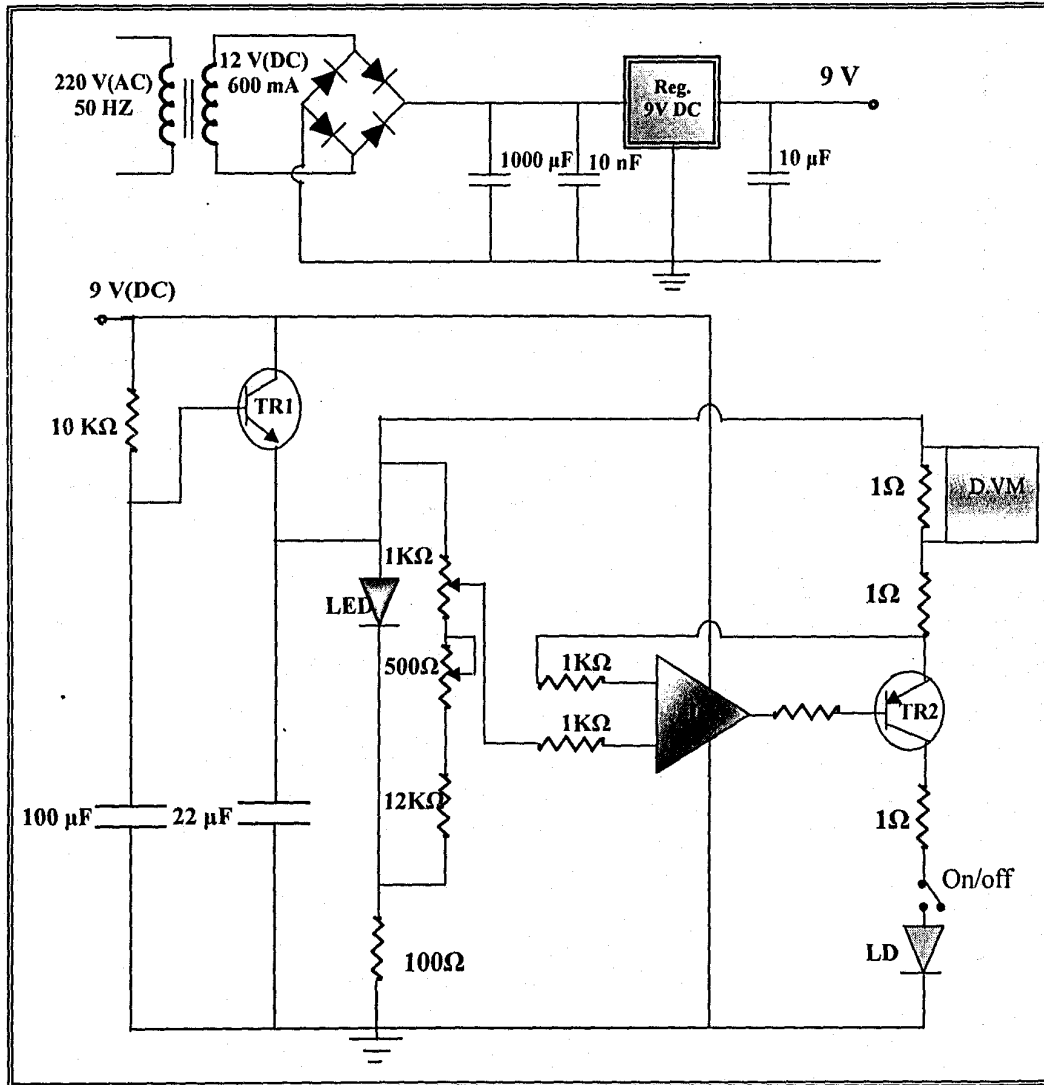 220 V(AC)
50 HZ
12 V(DC)
600 mA
Reg.
9V DC
9 V
1000 µF
10 nF
10 µF
9 V(DC)
10 KΩ
TR1
1Ω
D.VM
1KΩ
LED
1Ω
500Ω
1KΩ
1KΩ
TR2
12KΩ
100 µF
22 µF
1Ω
On/off
100Ω
LD